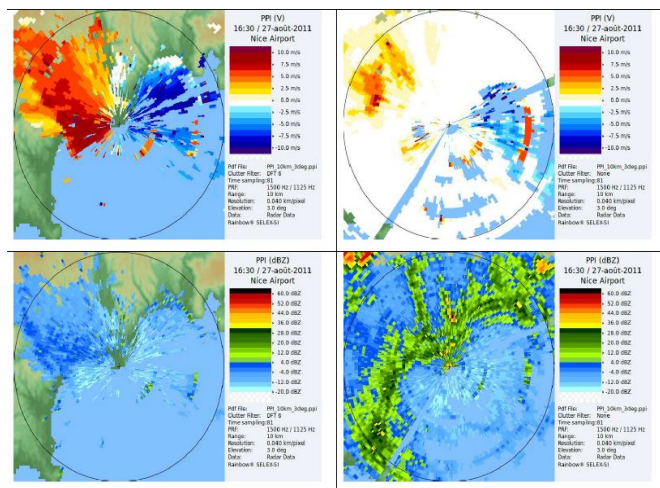 PPI (V)
16:30 / 27-août-2011
Nice Airport
10.0 m/s
7.5 m/s
5.0 m/s
2.5 m/s
0.0 m/s
-2.5 m/s
-5.0 m/s
-7.5 m/s
-10.0 m/s
Pdf File: PPI_10km_3deg.ppi
Clutter Filter: DFT 6
Time sampling:81
PRF: 1500 Hz / 1125 Hz
Range: 10 km
Resolution: 0.040 km/pixel
Elevation: 3.0 deg
Data: Radar Data
Rainbow® SELEX-SI
PPI (V)
16:30 / 27-août-2011
Nice Airport
10.0 m/s
7.5 m/s
5.0 m/s
2.5 m/s
0.0 m/s
-2.5 m/s
-5.0 m/s
-7.5 m/s
-10.0 m/s
Pdf File: PPI_10km_3deg.ppi
Clutter Filter: None
Time sampling:81
PRF: 1500 Hz / 1125 Hz
Range: 10 km
Resolution: 0.040 km/pixel
Elevation: 3.0 deg
Data: Radar Data
Rainbow® SELEX-SI
PPI (dBZ)
16:30 / 27-août-2011
Nice Airport
60.0 dBZ
52.0 dBZ
44.0 dBZ
36.0 dBZ
28.0 dBZ
20.0 dBZ
12.0 dBZ
4.0 dBZ
-4.0 dBZ
-12.0 dBZ
-20.0 dBZ
Pdf File: PPI_10km_3deg.ppi
Clutter Filter: DFT 6
Time sampling:81
PRF: 1500 Hz / 1125 Hz
Range: 10 km
Resolution: 0.040 km/pixel
Elevation: 3.0 deg
Data: Radar Data
Rainbow® SELEX-SI
PPI (dBZ)
16:30 / 27-août-2011
Nice Airport
60.0 dBZ
52.0 dBZ
44.0 dBZ
36.0 dBZ
28.0 dBZ
20.0 dBZ
12.0 dBZ
4.0 dBZ
-4.0 dBZ
-12.0 dBZ
-20.0 dBZ
Pdf File: PPI_10km_3deg.ppi
Clutter Filter: None
Time sampling:81
PRF: 1500 Hz / 1125 Hz
Range: 10 km
Resolution: 0.040 km/pixel
Elevation: 3.0 deg
Data: Radar Data
Rainbow® SELEX-SI